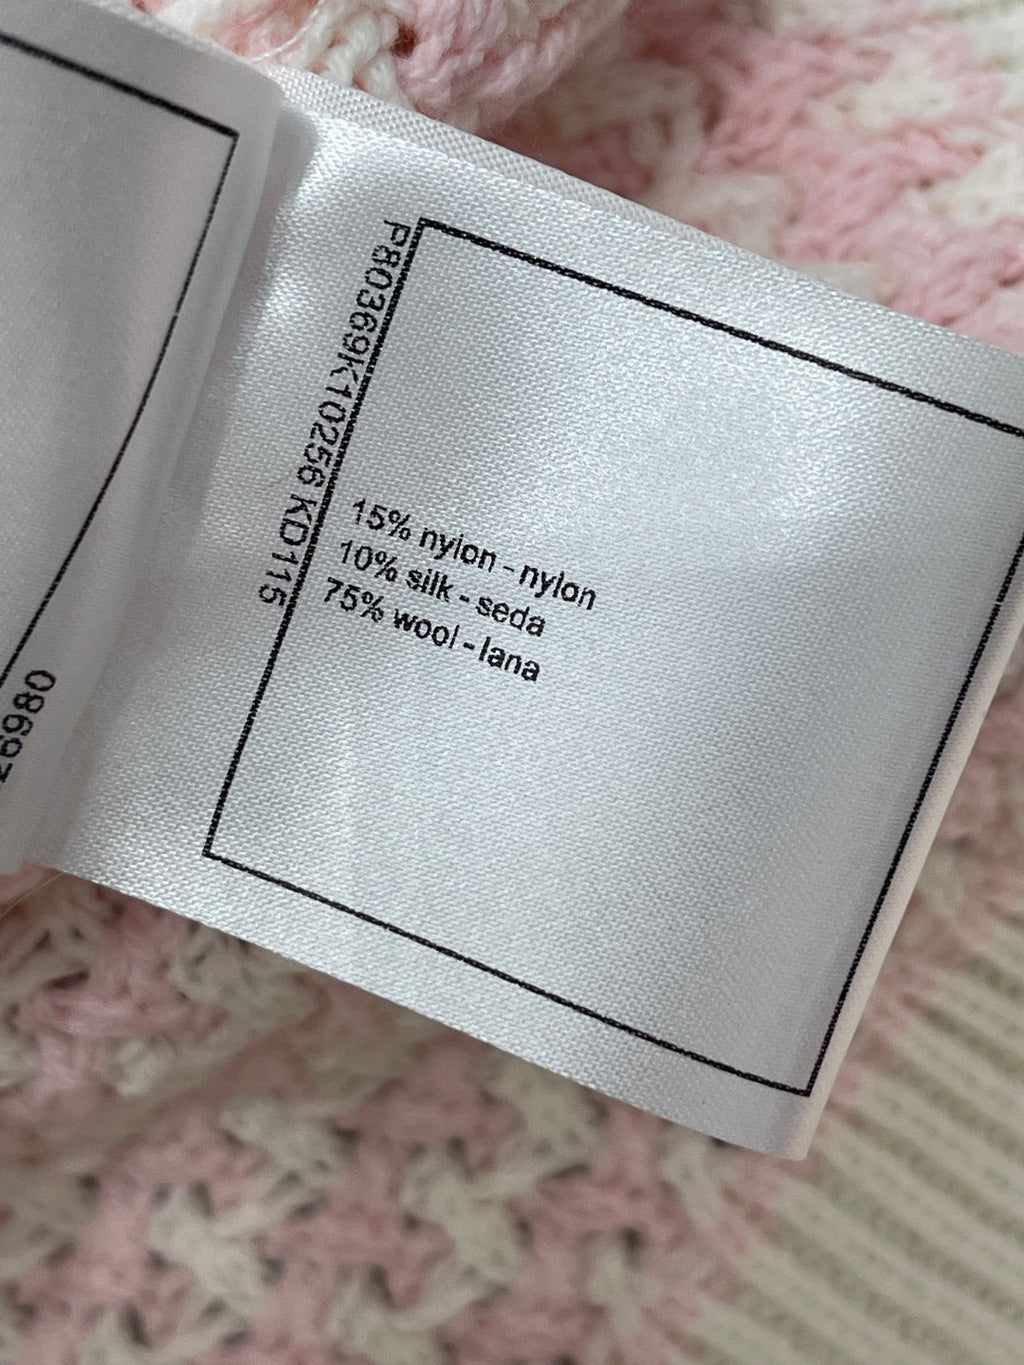 P80369K10256 KD115
15% nylon - nylon
10% silk - seda
75% wool - lana